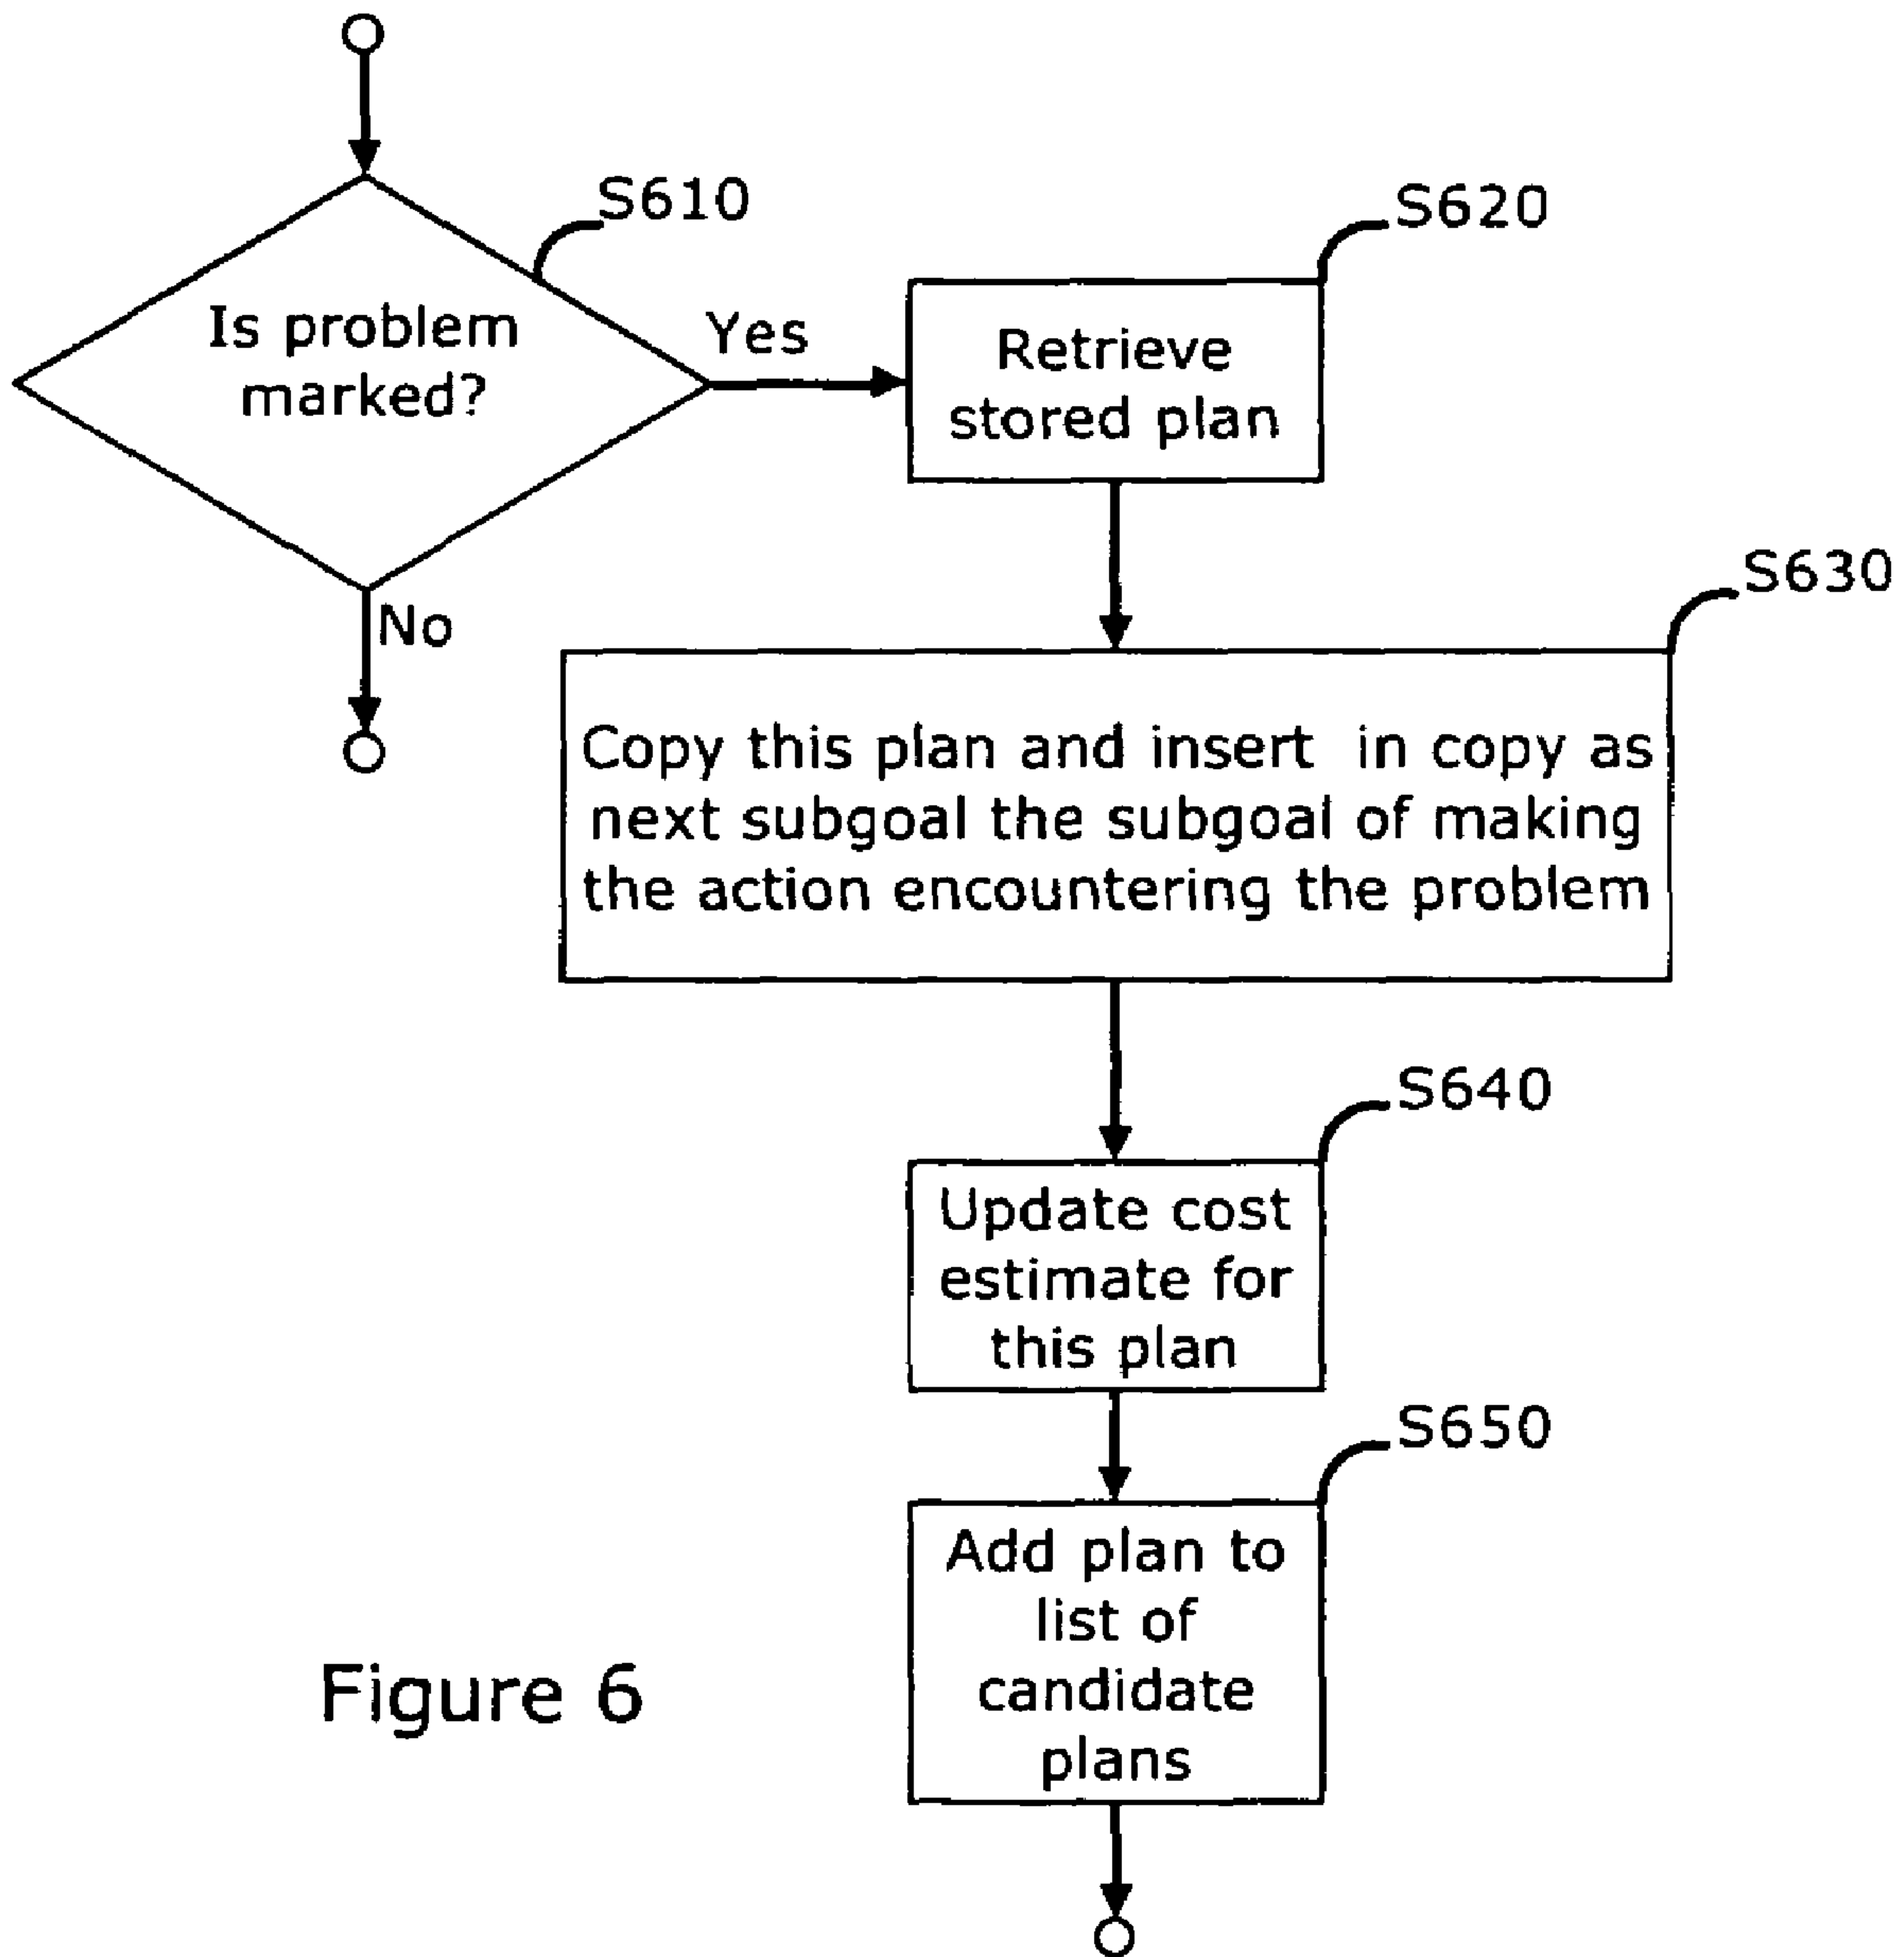 S610
Is problem
marked?
Yes
No
S620
Retrieve
stored plan
S630
Copy this plan and insert in copy as
next subgoal the subgoal of making
the action encountering the problem
S640
Update cost
estimate for
this plan
S650
Add plan to
list of
candidate
plans
Figure 6